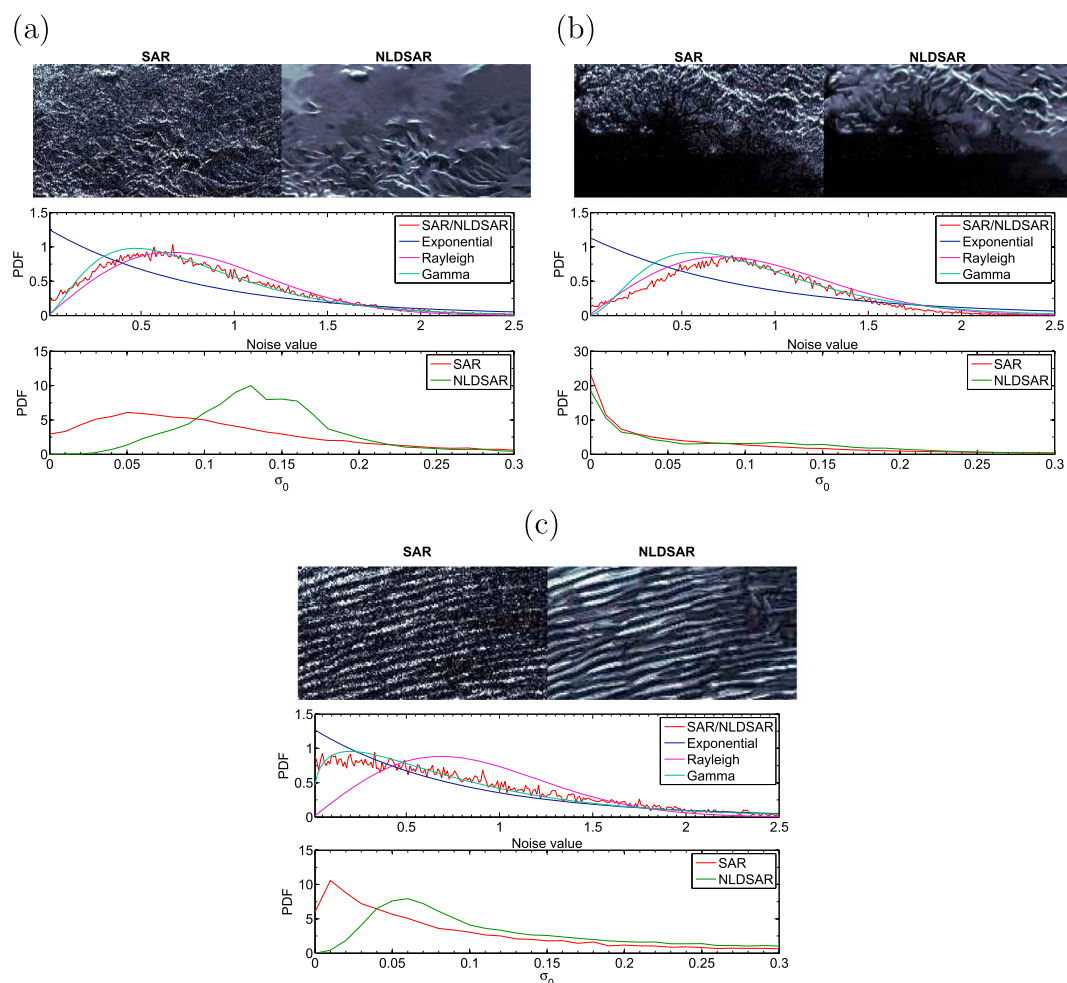 (a)
SAR NLDSAR
1.5
1
0.5
0
PDF
SAR/NLDSAR
Exponential
Rayleigh
Gamma
0.5 1 1.5 2 2.5
Noise value
15
10
5
0
PDF
SAR
NLDSAR
0 0.05 0.1 0.15 0.2 0.25 0.3
σ0
(b)
SAR NLDSAR
1.5
1
0.5
0
PDF
SAR/NLDSAR
Exponential
Rayleigh
Gamma
0.5 1 1.5 2 2.5
Noise value
30
20
10
0
PDF
SAR
NLDSAR
0 0.05 0.1 0.15 0.2 0.25 0.3
σ0
(c)
SAR NLDSAR
1.5
1
0.5
0
PDF
SAR/NLDSAR
Exponential
Rayleigh
Gamma
0.5 1 1.5 2 2.5
Noise value
15
10
5
0
PDF
SAR
NLDSAR
0 0.05 0.1 0.15 0.2 0.25 0.3
σ0